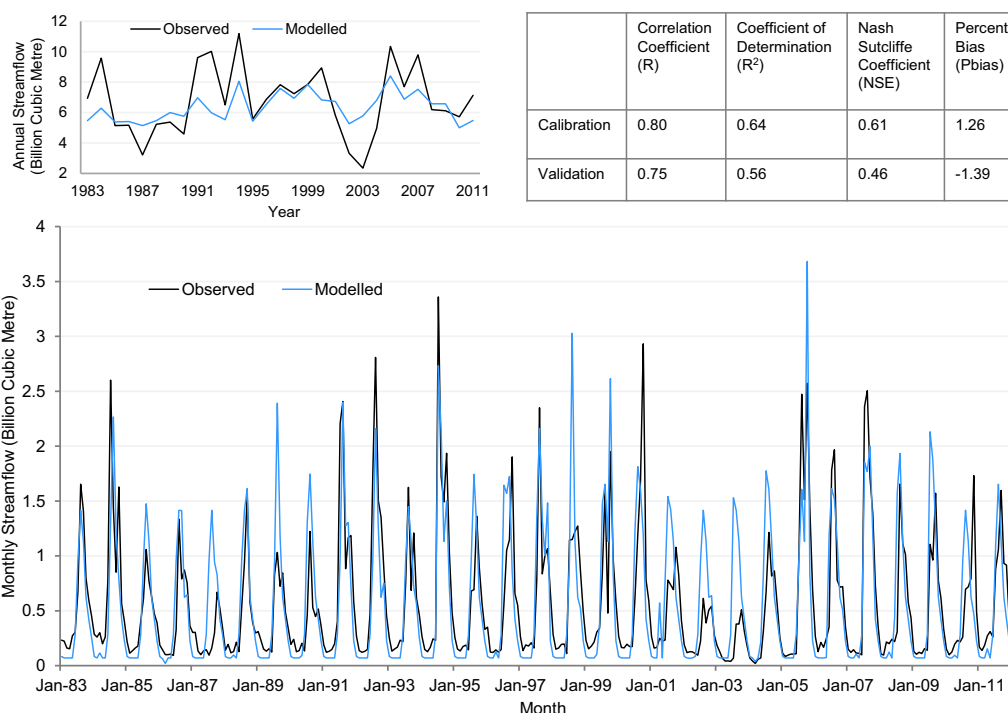 12
10
8
6
4
2
Annual Streamflow
(Billion Cubic Metre)
Observed
Modelled
1983 1987 1991 1995 1999 2003 2007 2011
Year
Correlation Coefficient (R)
Coefficient of Determination (R²)
Nash Sutcliffe Coefficient (NSE)
Percent Bias (Pbias)
Calibration 0.80 0.64 0.61 1.26
Validation 0.75 0.56 0.46 -1.39
4
3.5
3
2.5
2
1.5
1
0.5
0
Monthly Streamflow (Billion Cubic Metre)
Observed
Modelled
Jan-83 Jan-85 Jan-87 Jan-89 Jan-91 Jan-93 Jan-95 Jan-97 Jan-99 Jan-01 Jan-03 Jan-05 Jan-07 Jan-09 Jan-11
Month